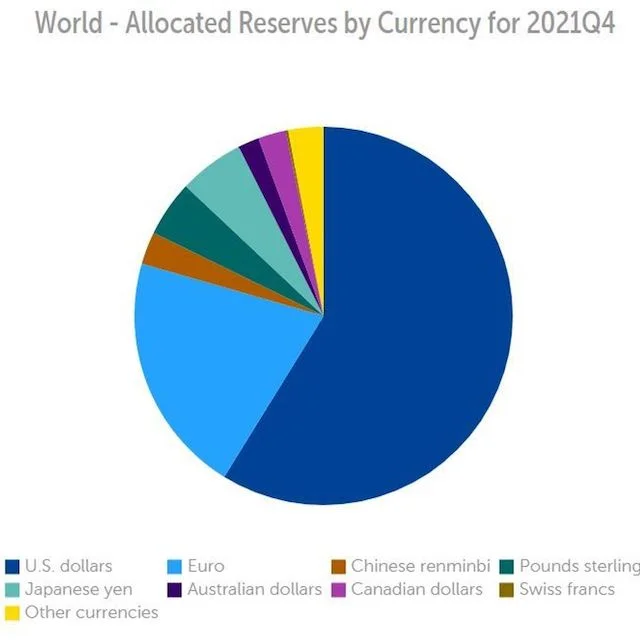 World - Allocated Reserves by Currency for 2021Q4
U.S. dollars Euro Chinese renminbi Pounds sterling
Japanese yen Australian dollars Canadian dollars Swiss francs
Other currencies